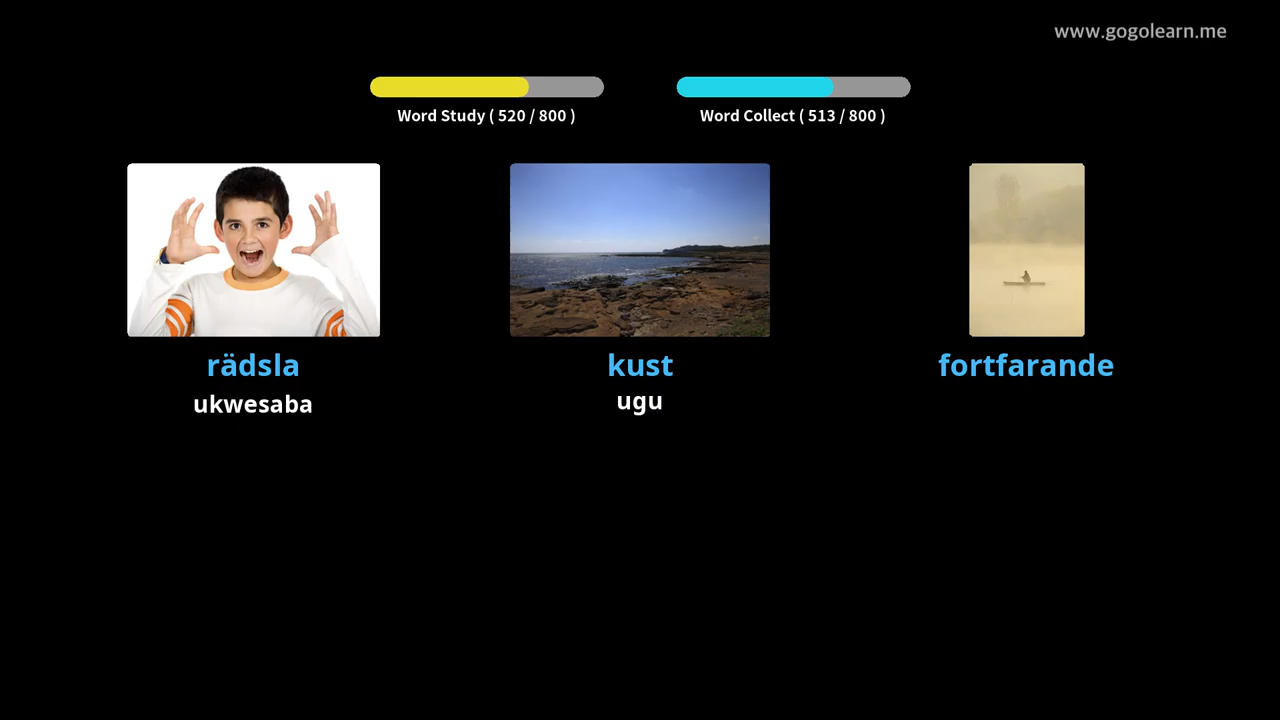 www.gogolearn.me
Word Study ( 520 / 800 )
Word Collect ( 513 / 800 )
rädsla
ukwesaba
kust
ugu
fortfarande